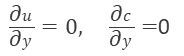 ∂u/∂y = 0, ∂c/∂y =0